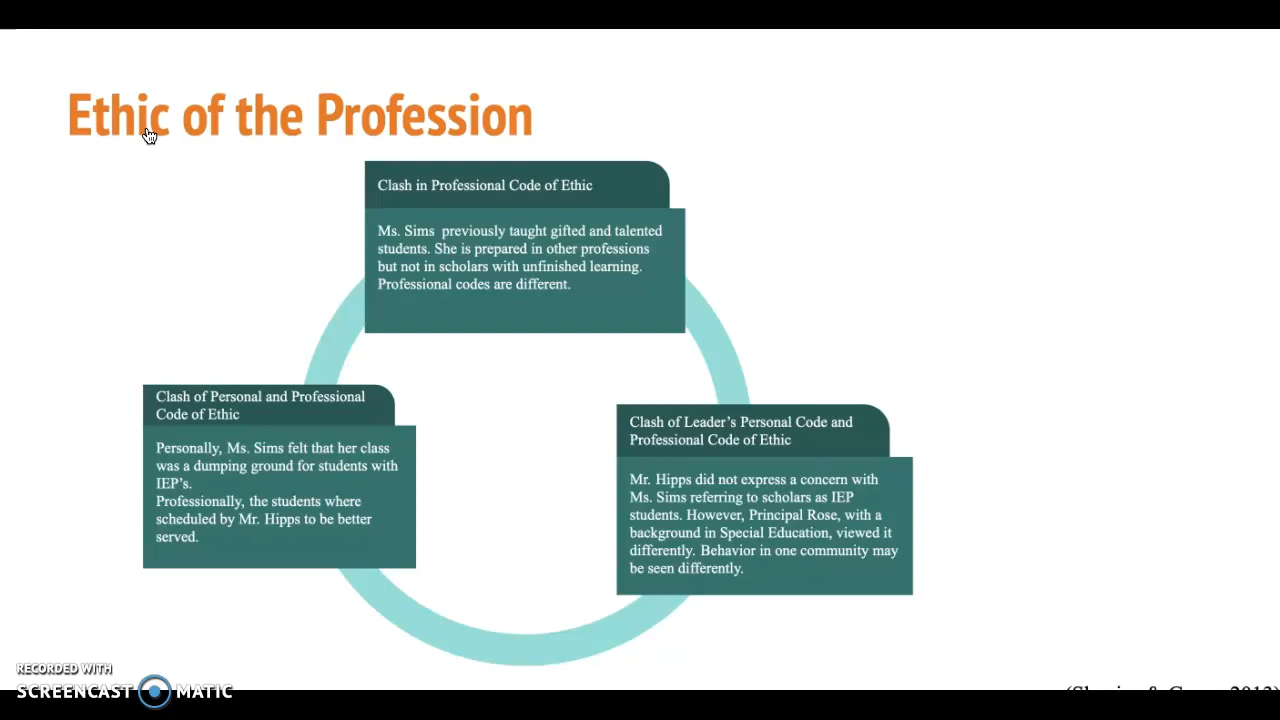 Ethic of the Profession
Clash in Professional Code of Ethic
Ms. Sims previously taught gifted and talented
students. She is prepared in other professions
but not in scholars with unfinished learning.
Professional codes are different.
Clash of Personal and Professional
Code of Ethic
Personally, Ms. Sims felt that her class
was a dumping ground for students with
IEP's.
Professionally, the students where
scheduled by Mr. Hipps to be better
served.
Clash of Leader's Personal Code and
Professional Code of Ethic
Mr. Hipps did not express a concern with
Ms. Sims referring to scholars as IEP
students. However, Principal Rose, with a
background in Special Education, viewed it
differently. Behavior in one community may
be seen differently.
RECORDED WITH
SCREENCAST MATIC